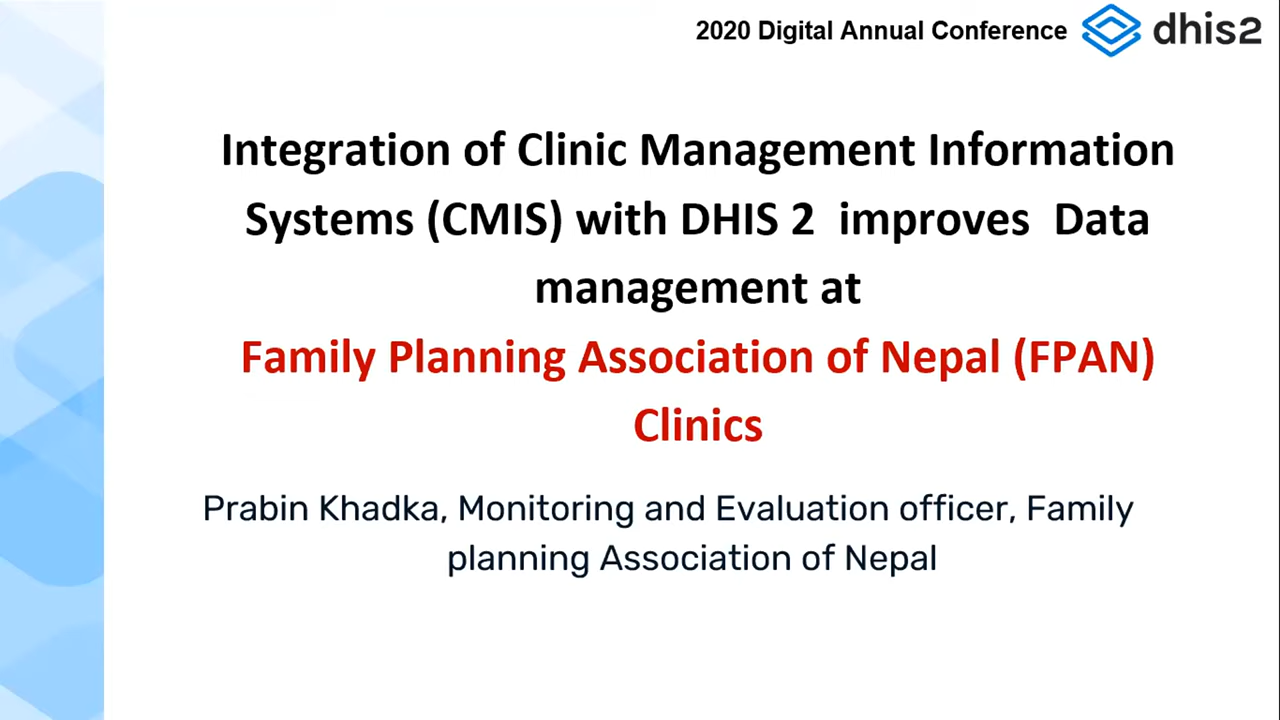 2020 Digital Annual Conference dhis2
Integration of Clinic Management Information
Systems (CMIS) with DHIS 2 improves Data
management at
Family Planning Association of Nepal (FPAN)
Clinics
Prabin Khadka, Monitoring and Evaluation officer, Family
planning Association of Nepal